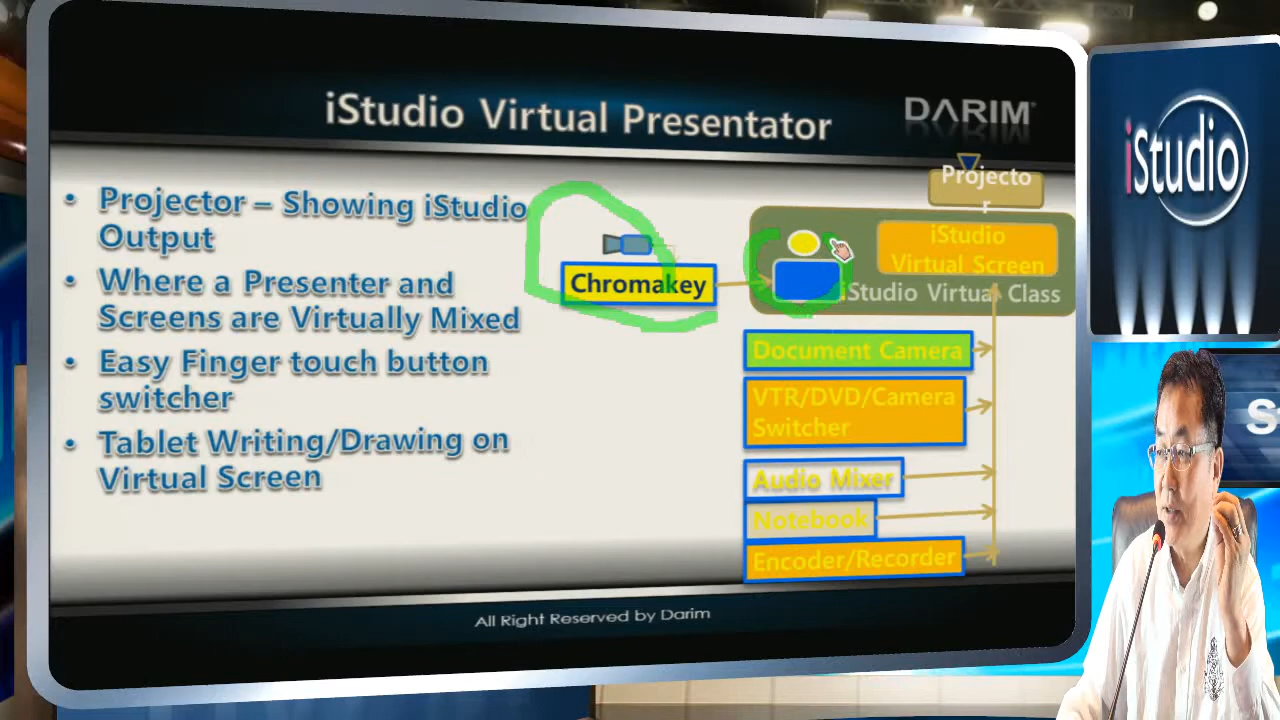 iStudio Virtual Presentator
DARIM
• Projector – Showing iStudio
Output
• Where a Presenter and
Screens are Virtually Mixed
• Easy Finger touch button
switcher
• Tablet Writing/Drawing on
Virtual Screen
Projecto
r
iStudio
Virtual Screen
iStudio Virtual Class
Chromakey
Document Camera
VTR/DVD/Camera
Switcher
Audio Mixer
Notebook
Encoder/Recorder
All Right Reserved by Darim
iStudio
S